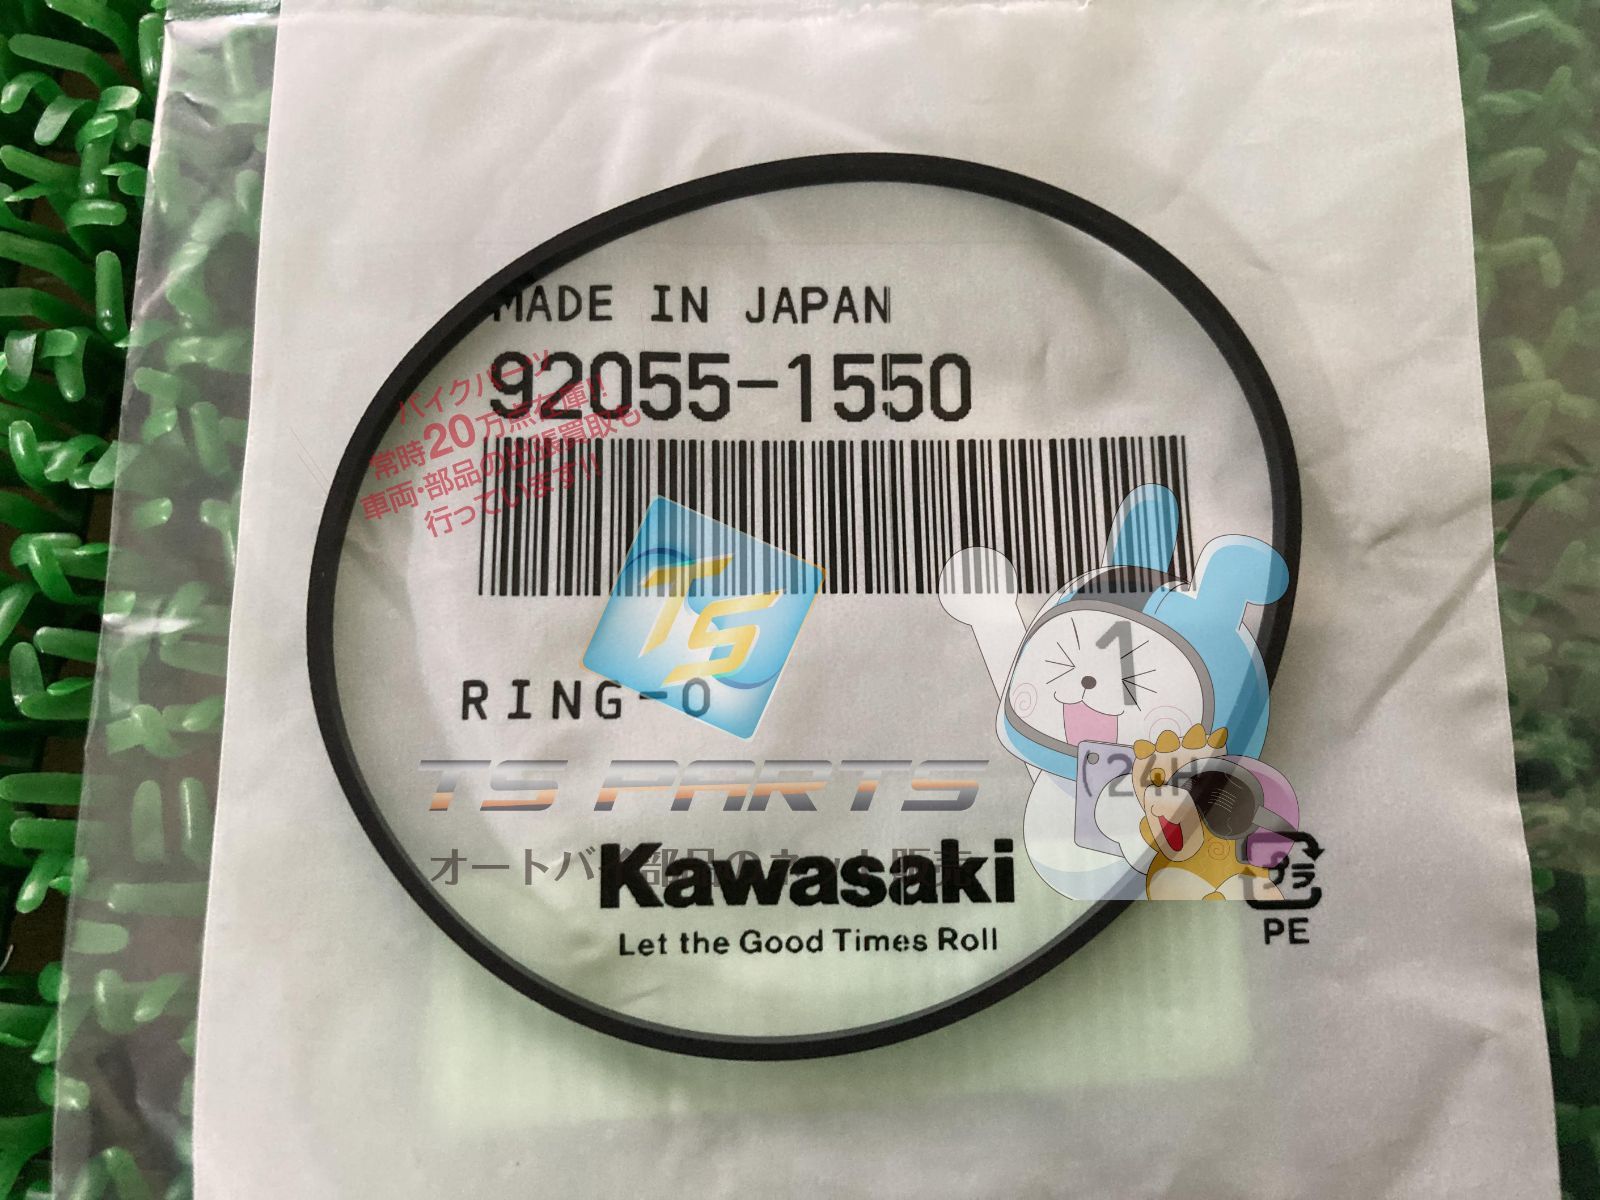 MADE IN JAPAN
92055-1550
バイクパーツ
常時20万点在庫!!
車両・部品の出張買取も
行っています!!
TS
1
RING-O
(24H
TS PARTS
オートバイ部品のネット販売
Kawasaki
Let the Good Times Roll
プラ
PE